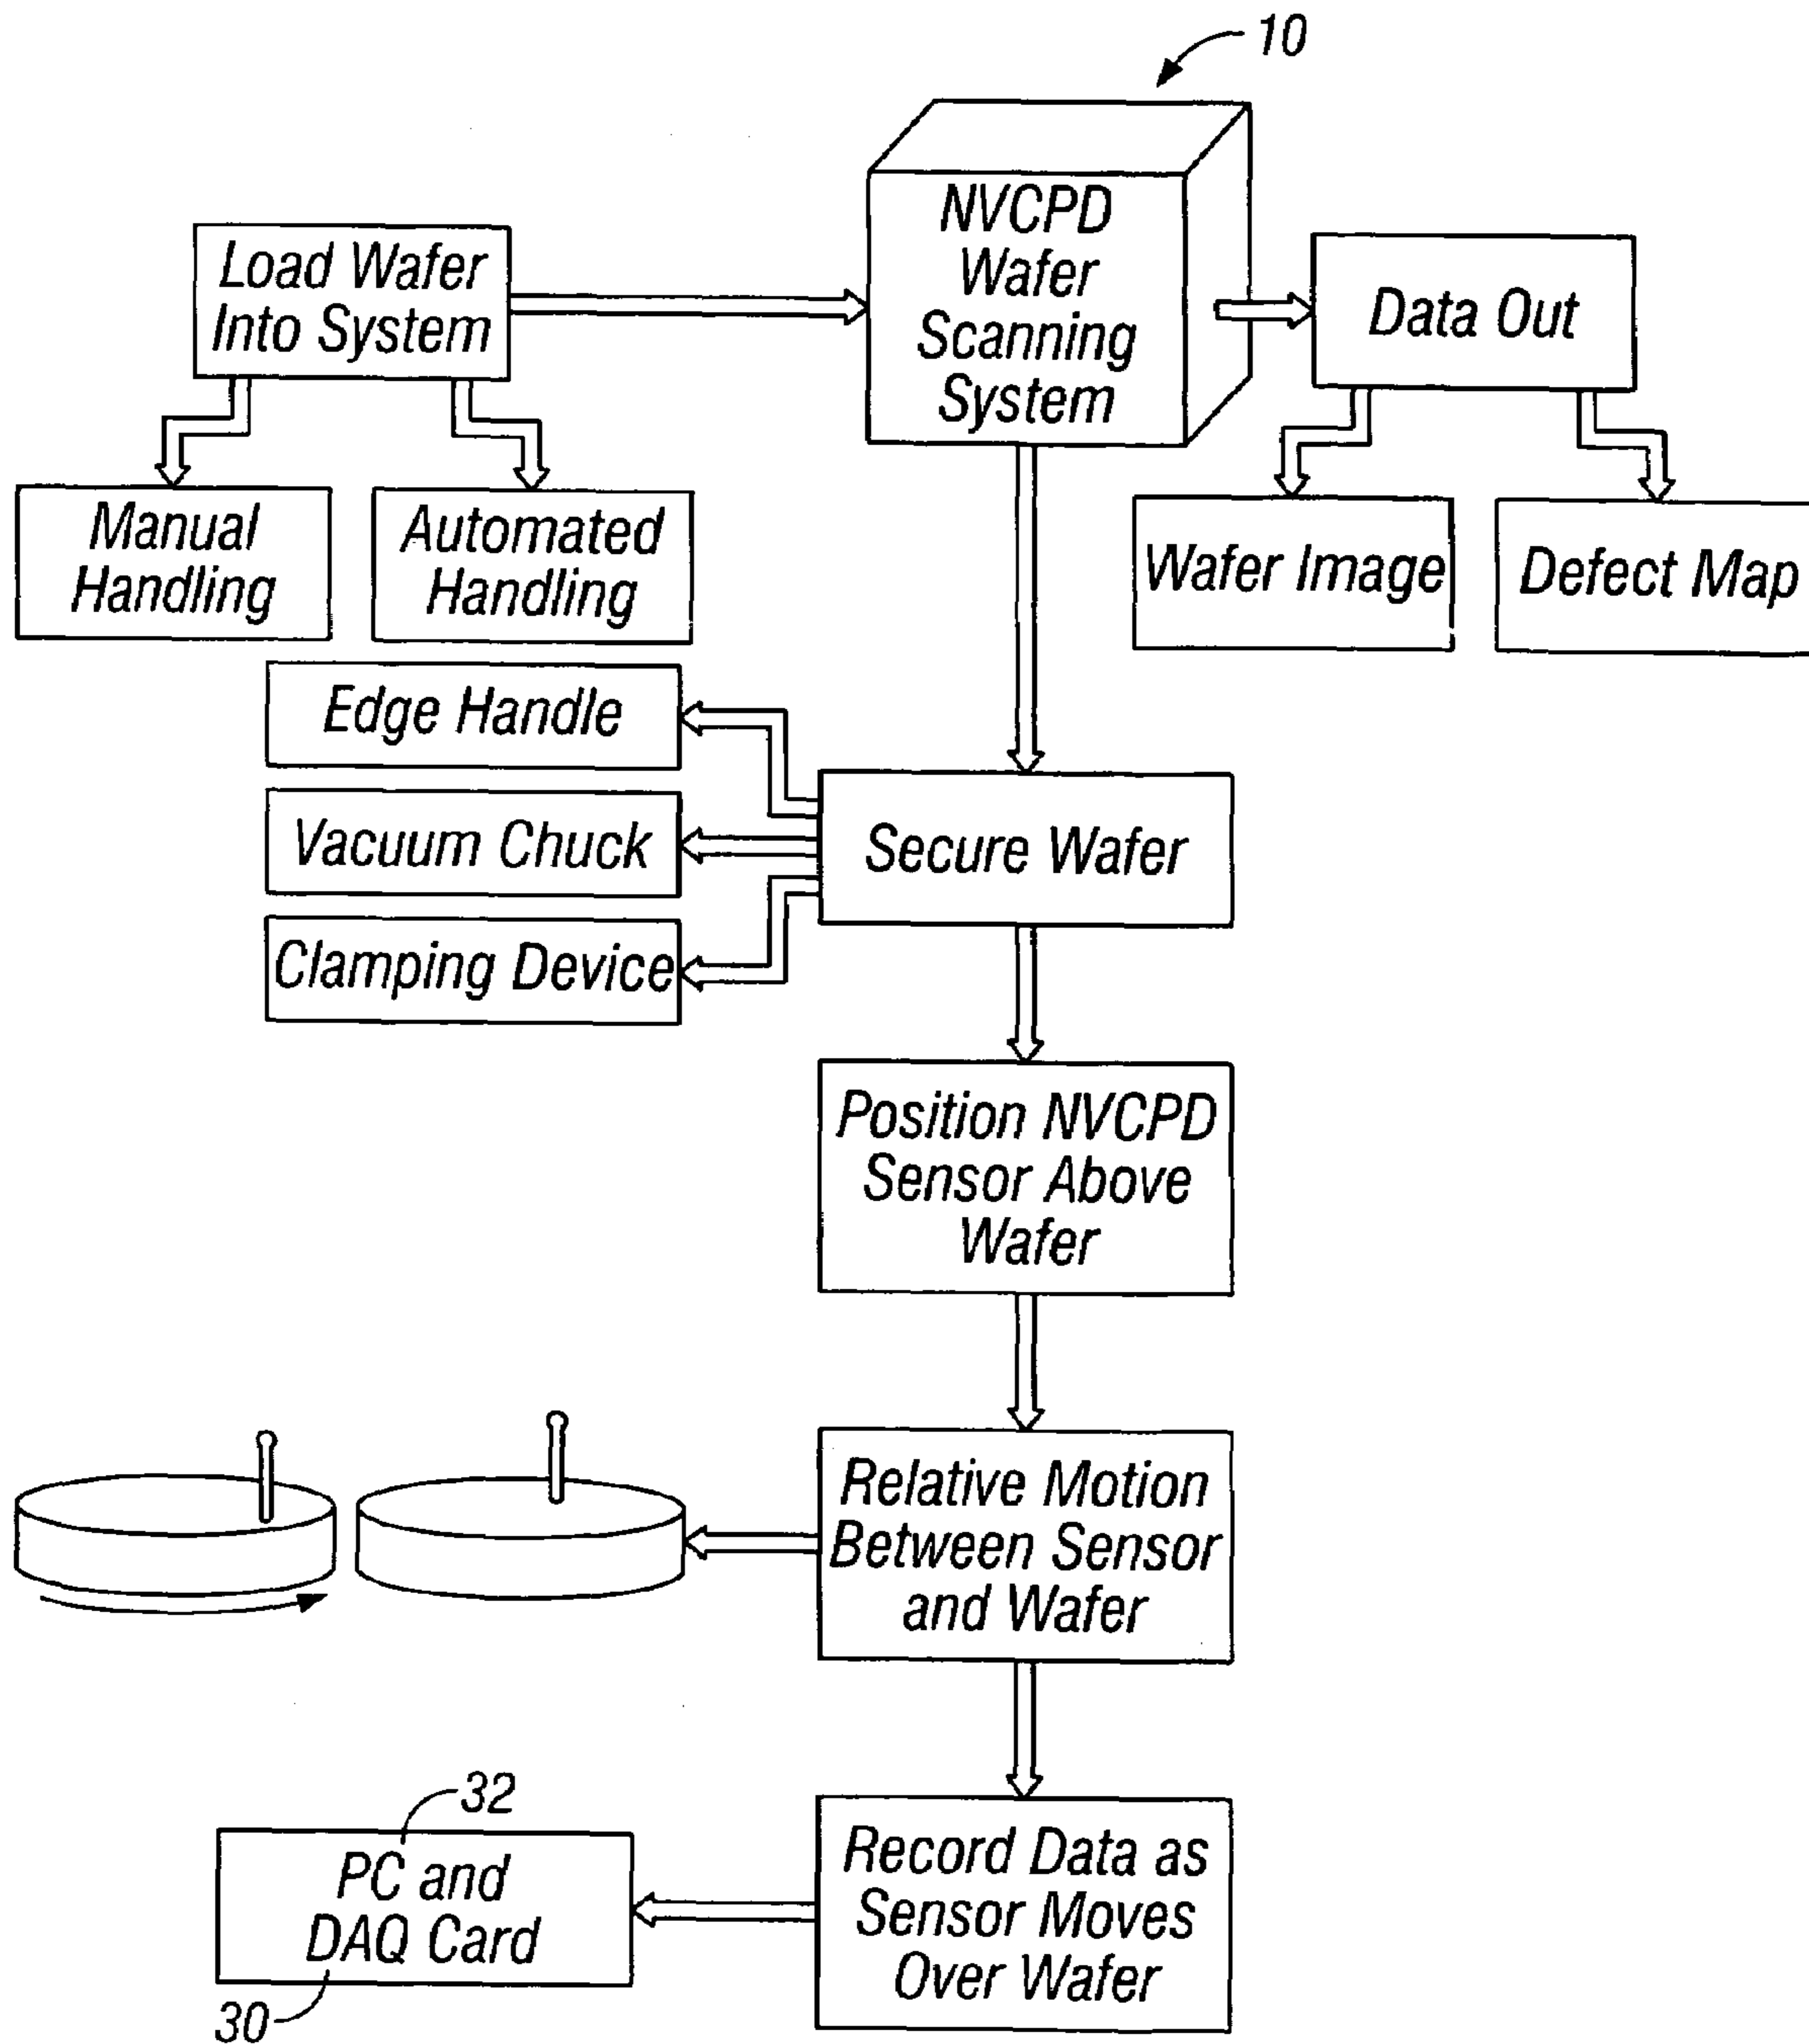 10
NVCPD
Wafer
Scanning
System
Load Wafer
Into System
Data Out
Manual
Handling
Automated
Handling
Wafer Image
Defect Map
Edge Handle
Vacuum Chuck
Clamping Device
Secure Wafer
Position NVCPD
Sensor Above
Wafer
Relative Motion
Between Sensor
and Wafer
32
PC and
DAQ Card
30
Record Data as
Sensor Moves
Over Wafer